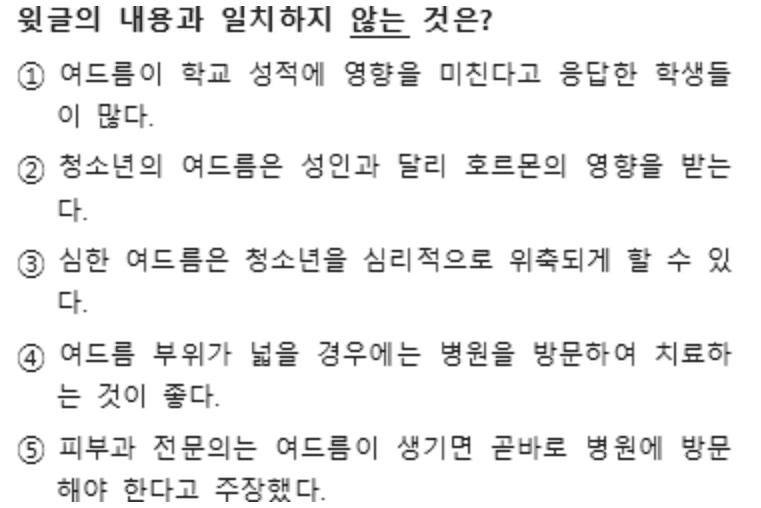 윗글의 내용과 일치하지 않는 것은?
① 여드름이 학교 성적에 영향을 미친다고 응답한 학생들
이 많다.
② 청소년의 여드름은 성인과 달리 호르몬의 영향을 받는
다.
③ 심한 여드름은 청소년을 심리적으로 위축되게 할 수 있
다.
④ 여드름 부위가 넓을 경우에는 병원을 방문하여 치료하
는 것이 좋다.
⑤ 피부과 전문의는 여드름이 생기면 곧바로 병원에 방문
해야 한다고 주장했다.